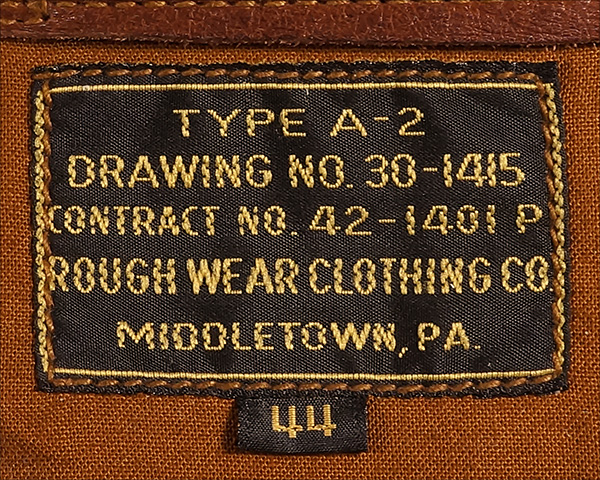 TYPE A-2
DRAWING NO. 30-1415
CONTRACT NO. 42-1401 P
ROUGH WEAR CLOTHING CO
MIDDLETOWN, PA.
44